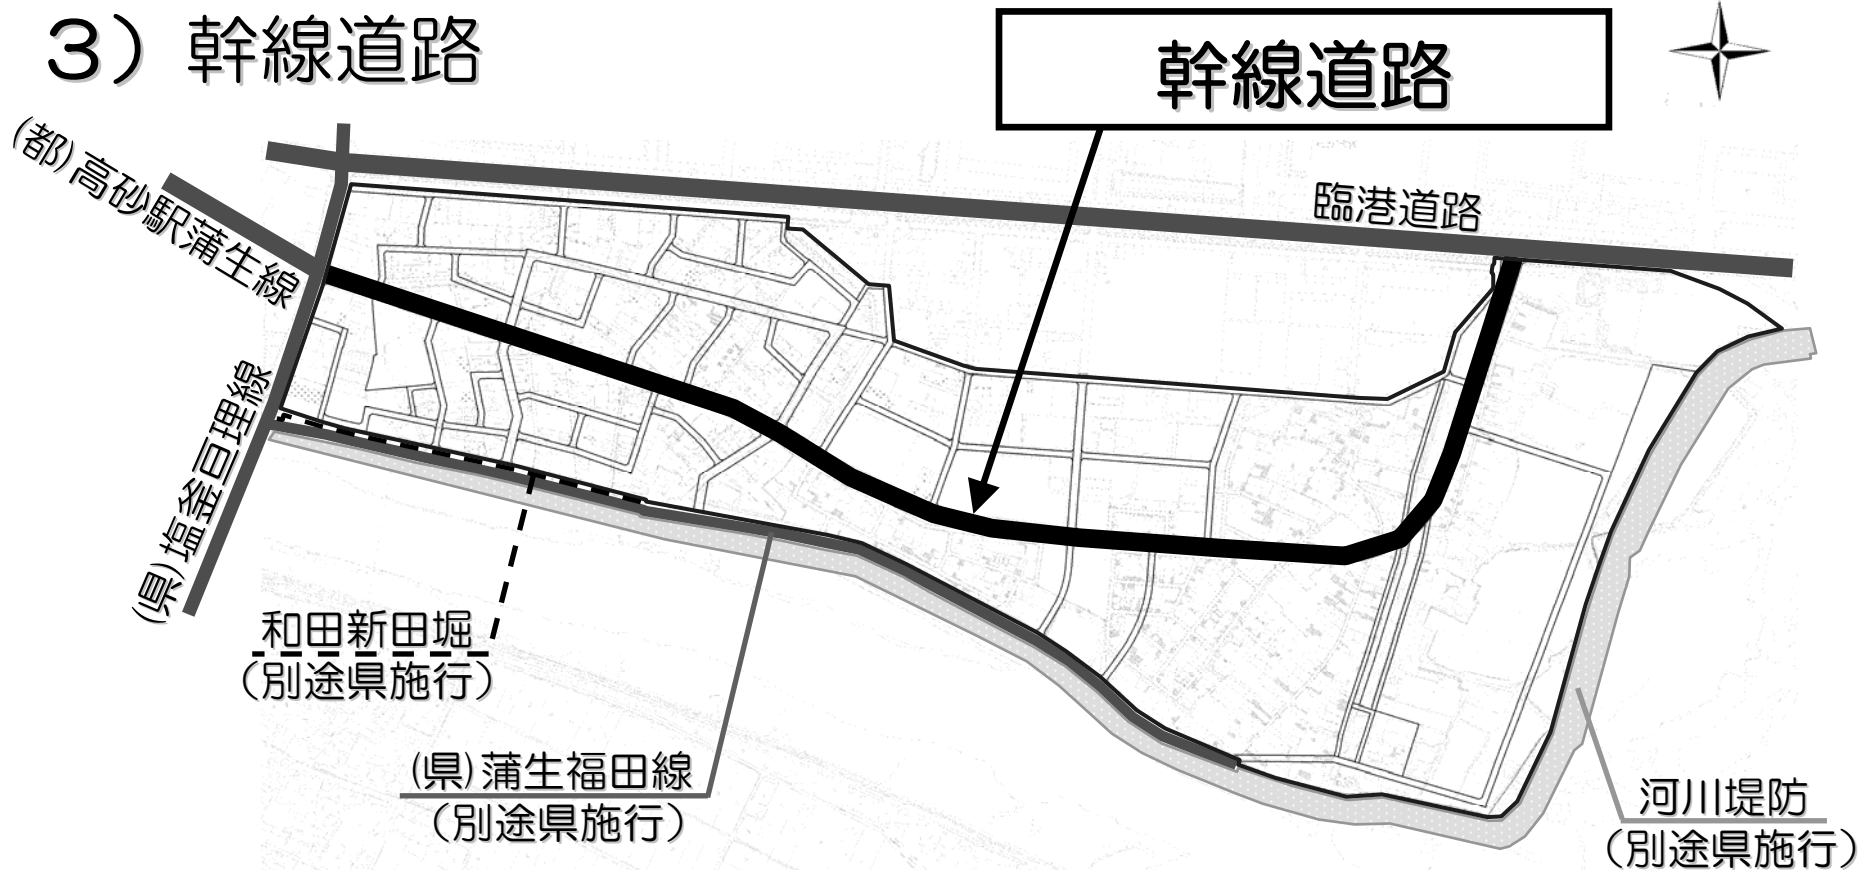 ３）幹線道路
幹線道路
(都)高砂駅蒲生線
臨港道路
(県)塩釜亘理線
和田新田堀
（別途県施行）
(県)蒲生福田線
（別途県施行）
河川堤防
（別途県施行）